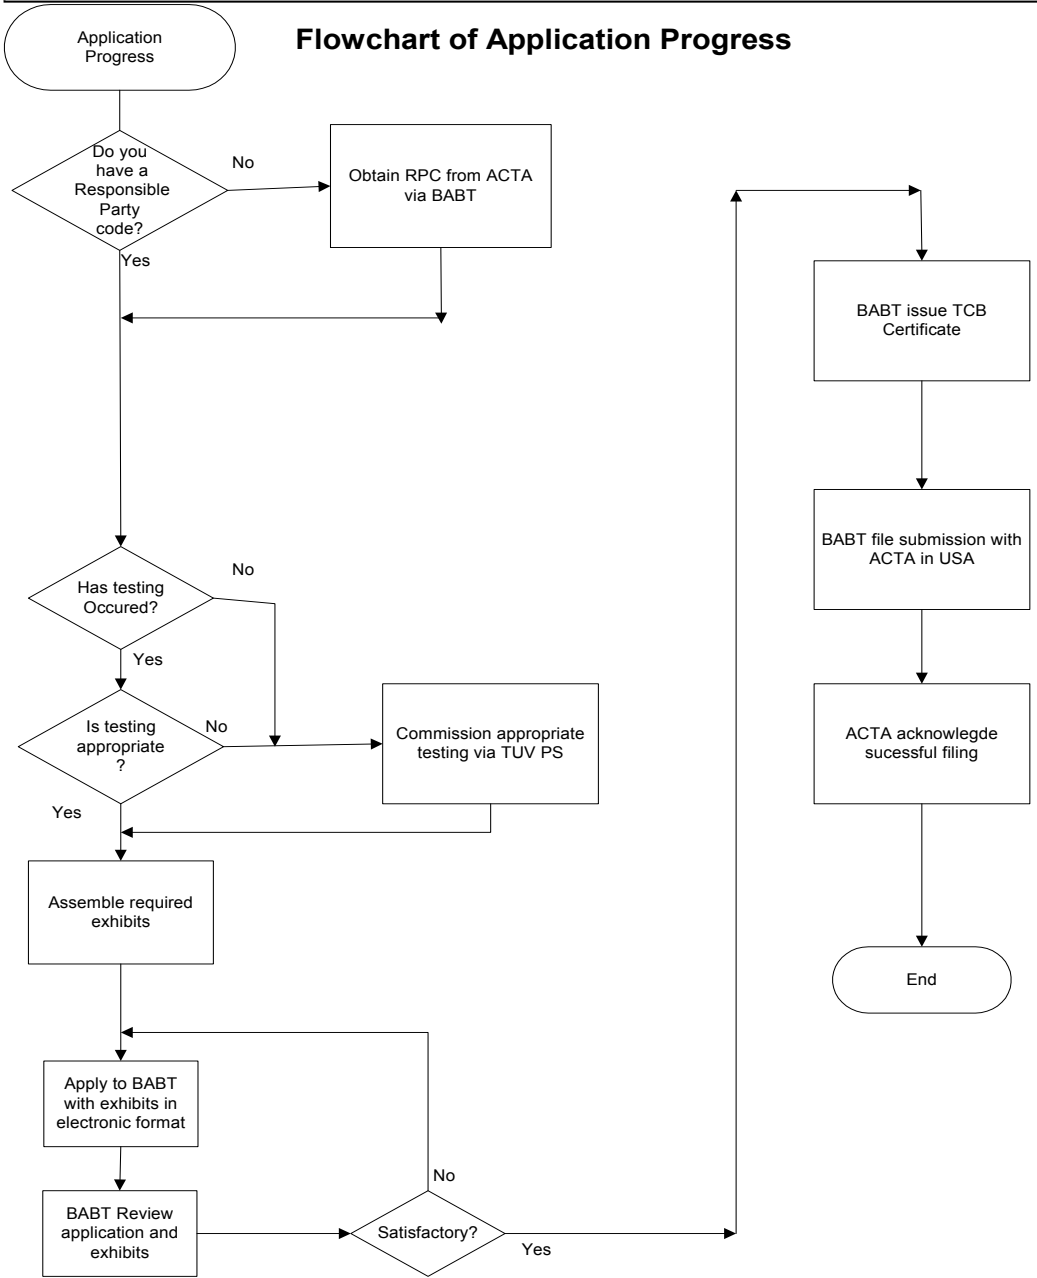 Flowchart of Application Progress
Application
Progress
Do you
have a
Responsible
Party
code?
No
Yes
Obtain RPC from ACTA
via BABT
Has testing
Occured?
No
Yes
Is testing
appropriate
?
No
Yes
Commission appropriate
testing via TUV PS
Assemble required
exhibits
Apply to BABT
with exhibits in
electronic format
BABT Review
application and
exhibits
Satisfactory?
No
Yes
BABT issue TCB
Certificate
BABT file submission with
ACTA in USA
ACTA acknowlegde
sucessful filing
End